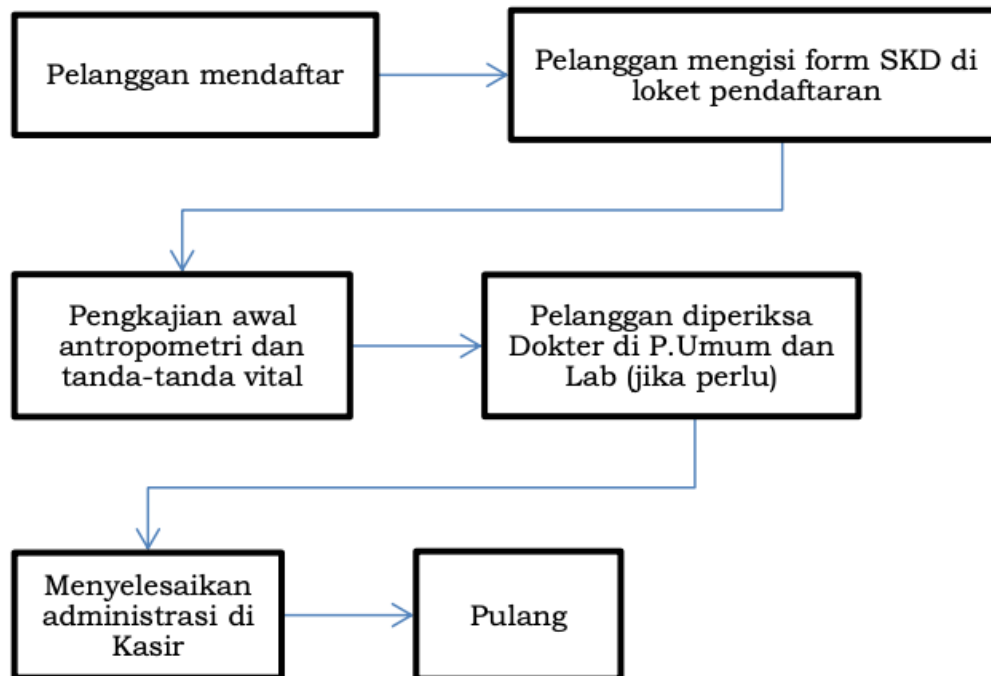 Pelanggan mendaftar
Pelanggan mengisi form SKD di
loket pendaftaran
Pengkajian awal
antropometri dan
tanda-tanda vital
Pelanggan diperiksa
Dokter di P.Umum dan
Lab (jika perlu)
Menyelesaikan
administrasi di
Kasir
Pulang